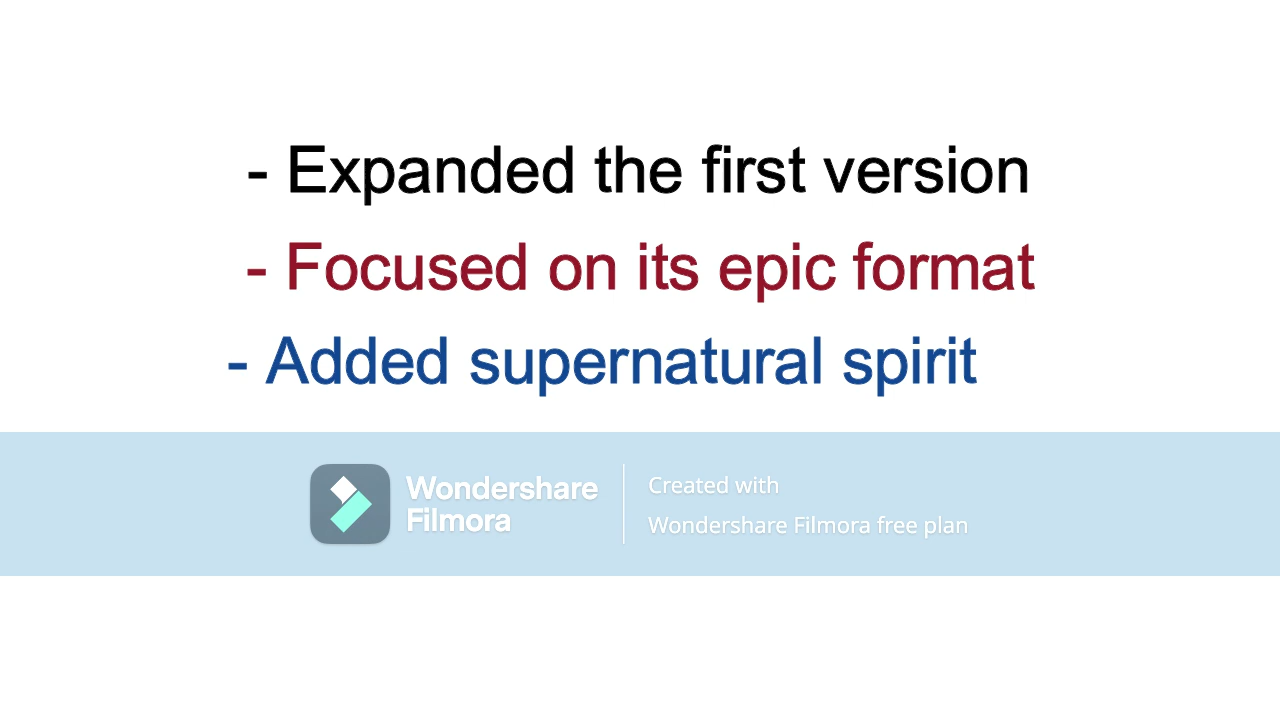 - Expanded the first version
- Focused on its epic format
- Added supernatural spirit
Wondershare
Filmora
Created with
Wondershare Filmora free plan